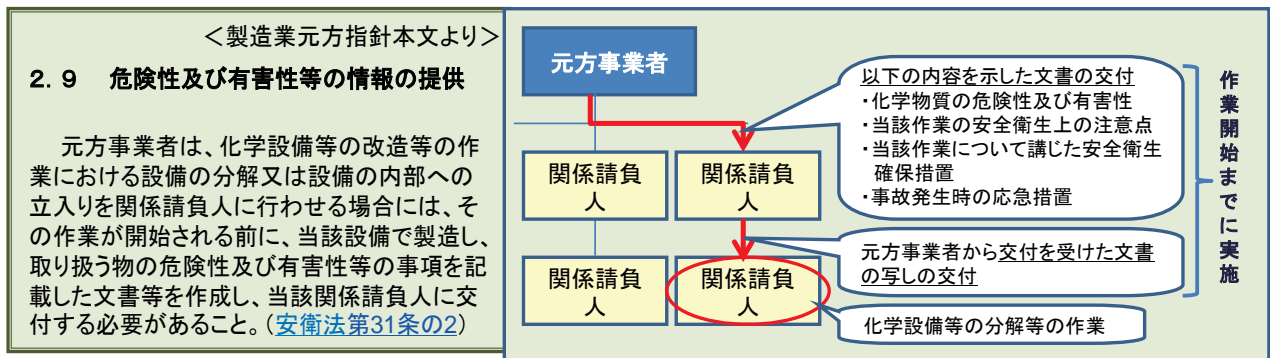 ＜製造業元方指針本文より＞
２．９　危険性及び有害性等の情報の提供
元方事業者は、化学設備等の改造等の作
業における設備の分解又は設備の内部への
立入りを関係請負人に行わせる場合には、そ
の作業が開始される前に、当該設備で製造し、
取り扱う物の危険性及び有害性等の事項を記
載した文書等を作成し、当該関係請負人に交
付する必要があること。（安衛法第31条の2）
元方事業者
以下の内容を示した文書の交付
・化学物質の危険性及び有害性
・当該作業の安全衛生上の注意点
・当該作業について講じた安全衛生
確保措置
・事故発生時の応急措置
関係請負
人
関係請負
人
元方事業者から交付を受けた文書
の写しの交付
関係請負
人
関係請負
人
化学設備等の分解等の作業
作業開始までに実施